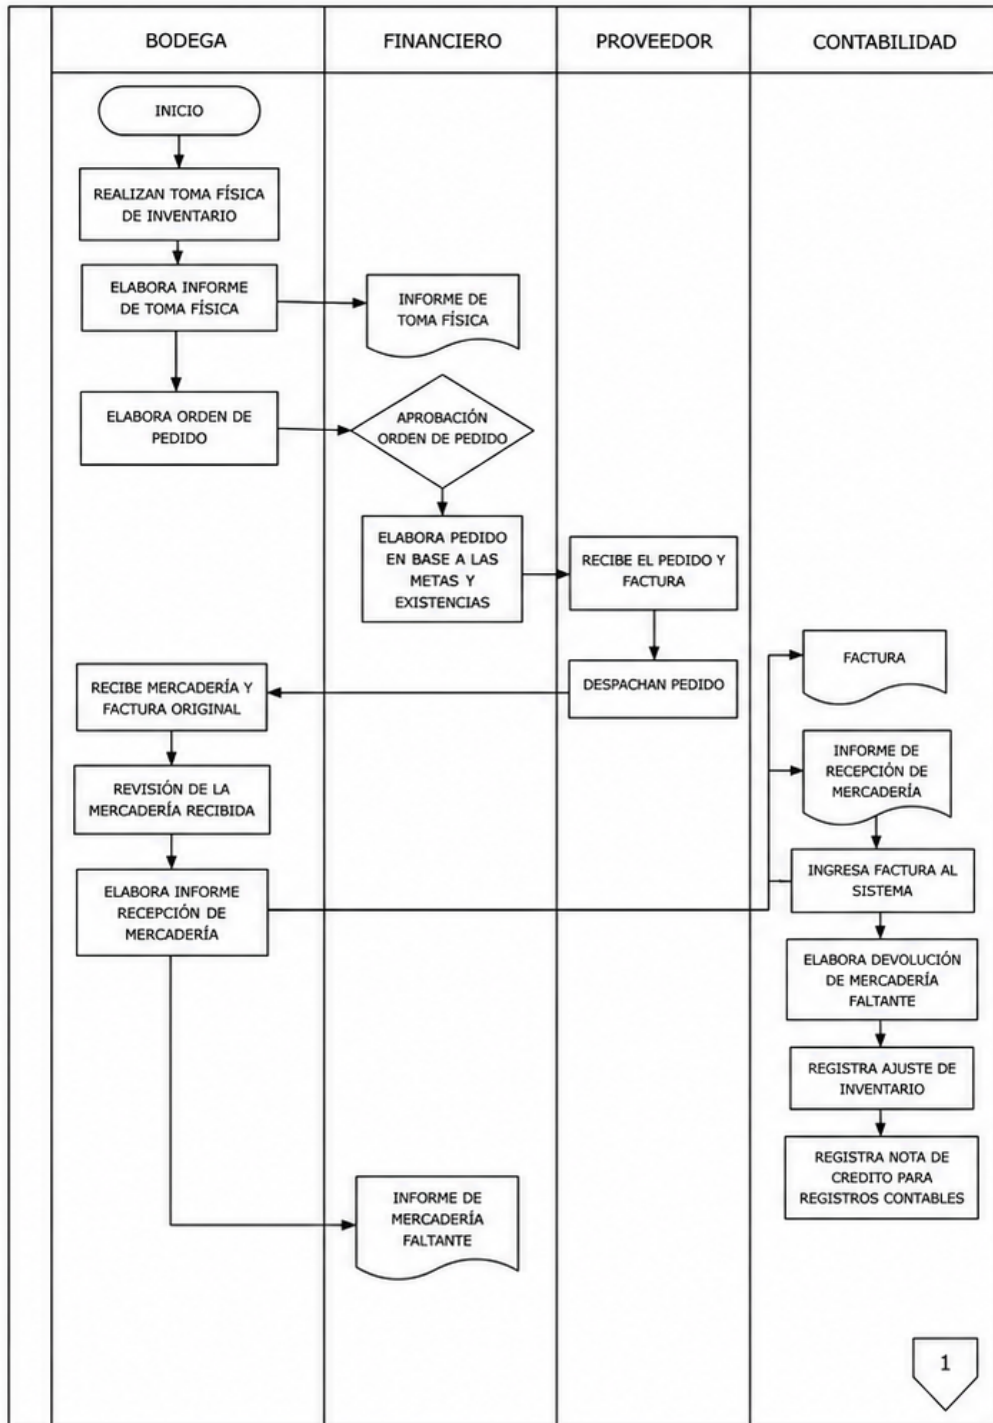 BODEGA
FINANCIERO
PROVEEDOR
CONTABILIDAD
INICIO
REALIZAN TOMA FÍSICA
DE INVENTARIO
ELABORA INFORME
DE TOMA FÍSICA
INFORME DE
TOMA FÍSICA
ELABORA ORDEN DE
PEDIDO
APROBACIÓN
ORDEN DE PEDIDO
ELABORA PEDIDO
EN BASE A LAS
METAS Y
EXISTENCIAS
RECIBE EL PEDIDO Y
FACTURA
DESPACHAN PEDIDO
RECIBE MERCADERÍA Y
FACTURA ORIGINAL
REVISIÓN DE LA
MERCADERÍA RECIBIDA
ELABORA INFORME
RECEPCIÓN DE
MERCADERÍA
FACTURA
INFORME DE
RECEPCIÓN DE
MERCADERÍA
INGRESA FACTURA AL
SISTEMA
ELABORA DEVOLUCIÓN
DE MERCADERÍA
FALTANTE
REGISTRA AJUSTE DE
INVENTARIO
REGISTRA NOTA DE
CREDITO PARA
REGISTROS CONTABLES
INFORME DE
MERCADERÍA
FALTANTE
1